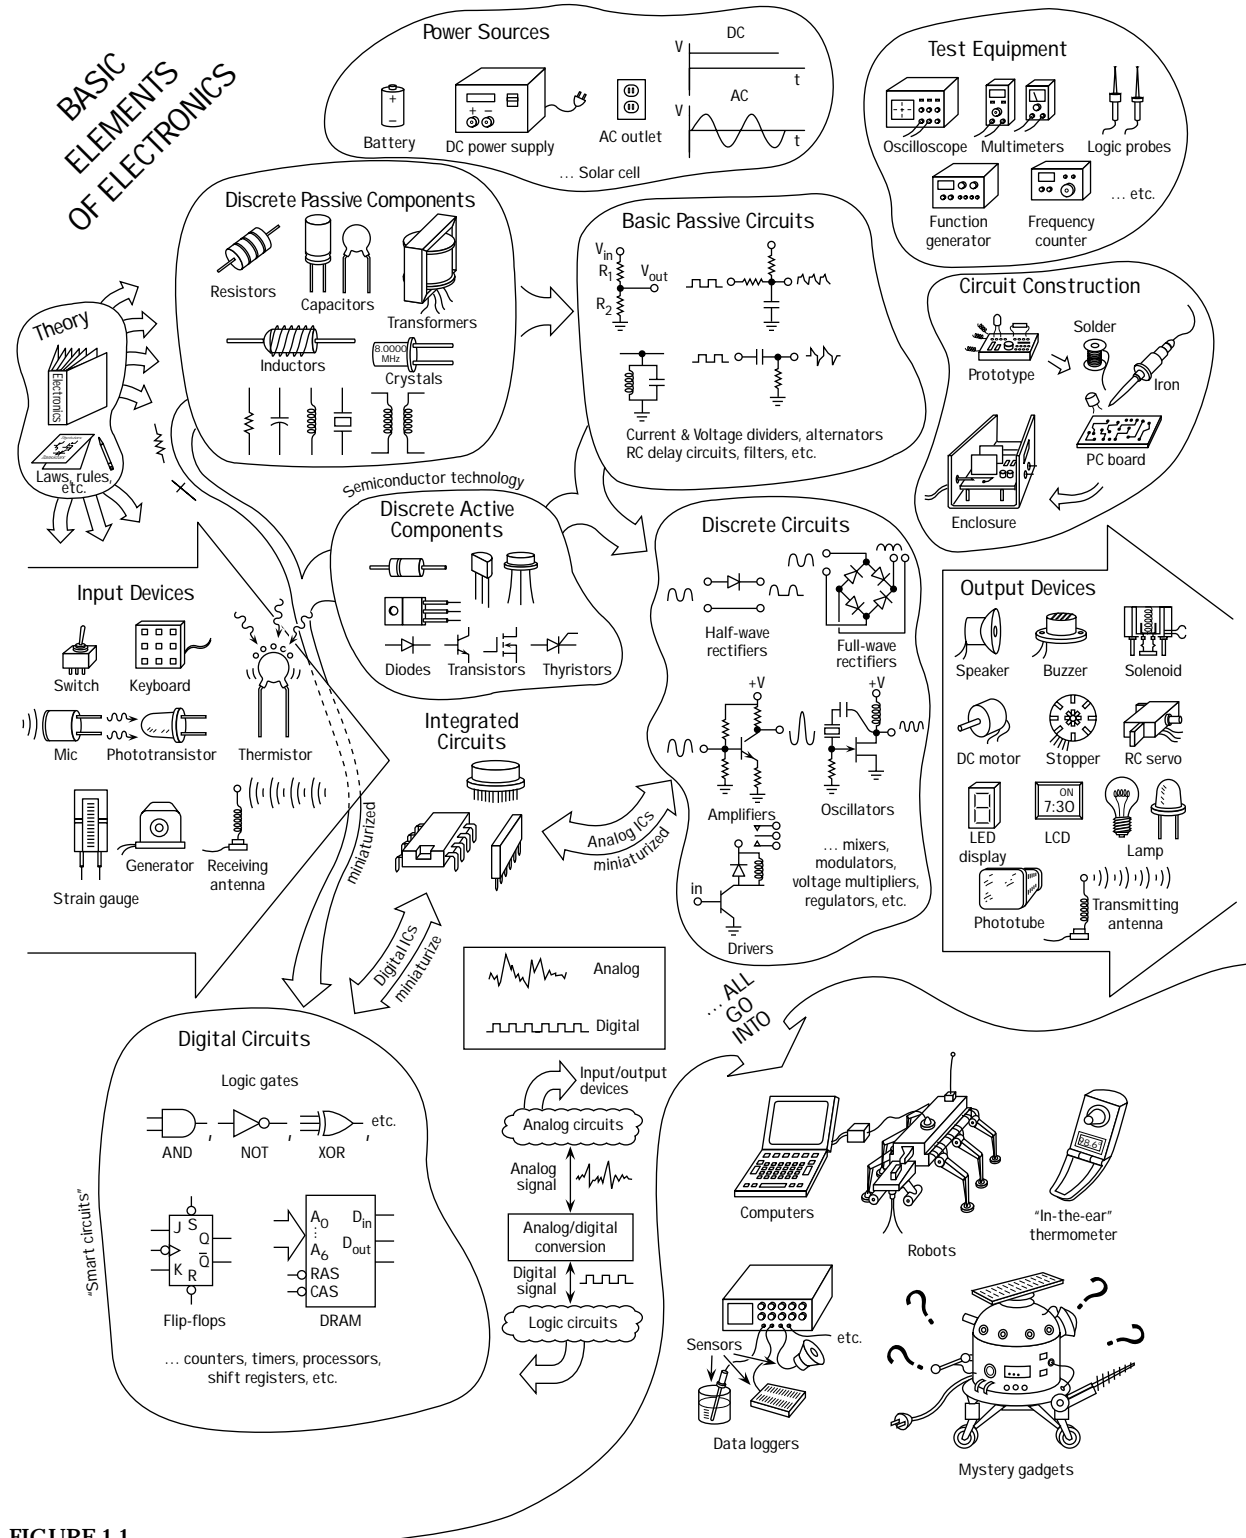 BASIC
ELEMENTS
OF ELECTRONICS
Power Sources
Battery
DC power supply
AC outlet
V
DC
t
V
AC
t
... Solar cell
Test Equipment
Oscilloscope
Multimeters
Logic probes
Function
generator
Frequency
counter
... etc.
Discrete Passive Components
Resistors
Capacitors
Transformers
Inductors
8.0000
MHz
Crystals
Basic Passive Circuits
Vin
R1
Vout
R2
Current & Voltage dividers, alternators
RC delay circuits, filters, etc.
Circuit Construction
Prototype
Solder
Iron
PC board
Enclosure
Theory
Electronics
Laws, rules,
etc.
Semiconductor technology
Discrete Active
Components
Diodes
Transistors
Thyristors
Discrete Circuits
Half-wave
rectifiers
Full-wave
rectifiers
+V
Amplifiers
+V
Oscillators
in
Drivers
... mixers,
modulators,
voltage multipliers,
regulators, etc.
Input Devices
Switch
Keyboard
Mic
Phototransistor
Thermistor
Strain gauge
Generator
Receiving
antenna
Output Devices
Speaker
Buzzer
Solenoid
DC motor
Stopper
RC servo
LED
display
ON
7:30
LCD
Lamp
Phototube
Transmitting
antenna
Integrated
Circuits
miniaturized
Analog ICs
miniaturized
Digital ICs
miniaturize
Analog
Digital
... ALL
GO
INTO
Digital Circuits
Logic gates
AND
,
NOT
,
XOR
,
etc.
"Smart circuits"
J
S
Q
K
R
Q
Flip-flops
A0
⋮
A6
RAS
CAS
Din
Dout
DRAM
... counters, timers, processors,
shift registers, etc.
Input/output
devices
Analog circuits
Analog
signal
Analog/digital
conversion
Digital
signal
Logic circuits
Computers
Robots
98.6
"In-the-ear"
thermometer
Sensors
etc.
Data loggers
?
?
?
?
Mystery gadgets
FIGURE 1.1